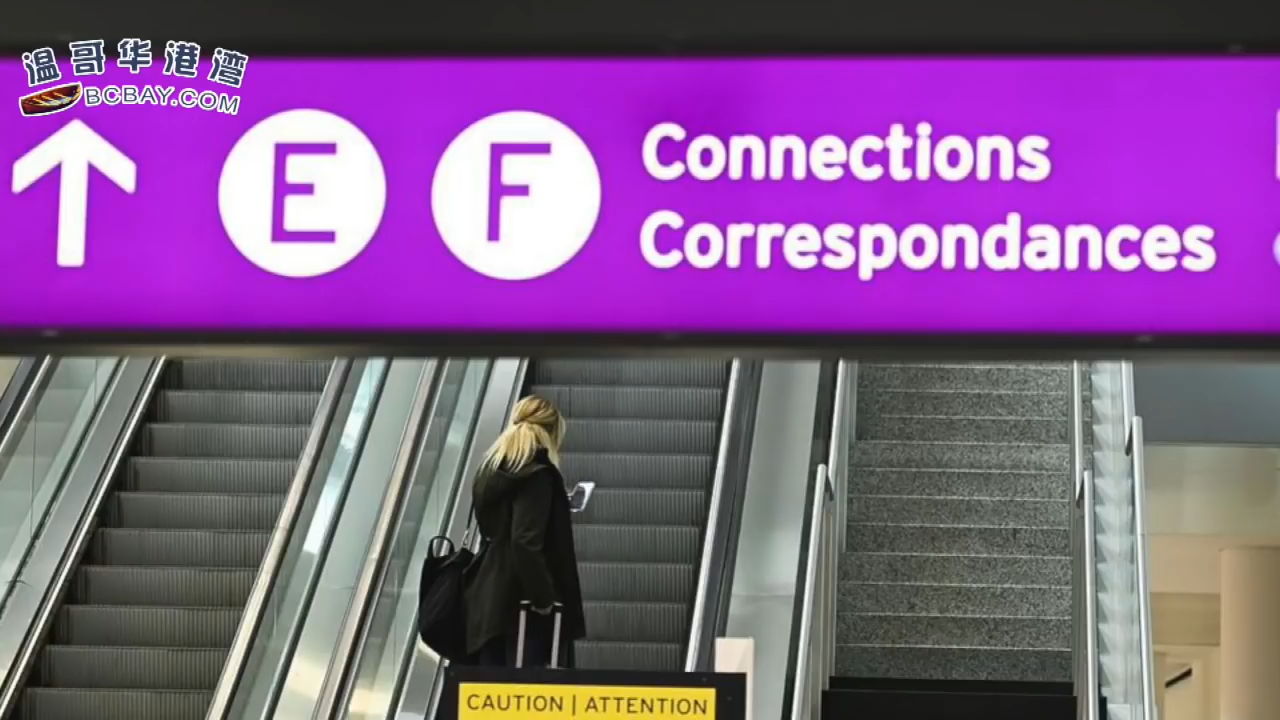 温哥华港湾
BCBAY.COM
E F
Connections
Correspondances
CAUTION | ATTENTION